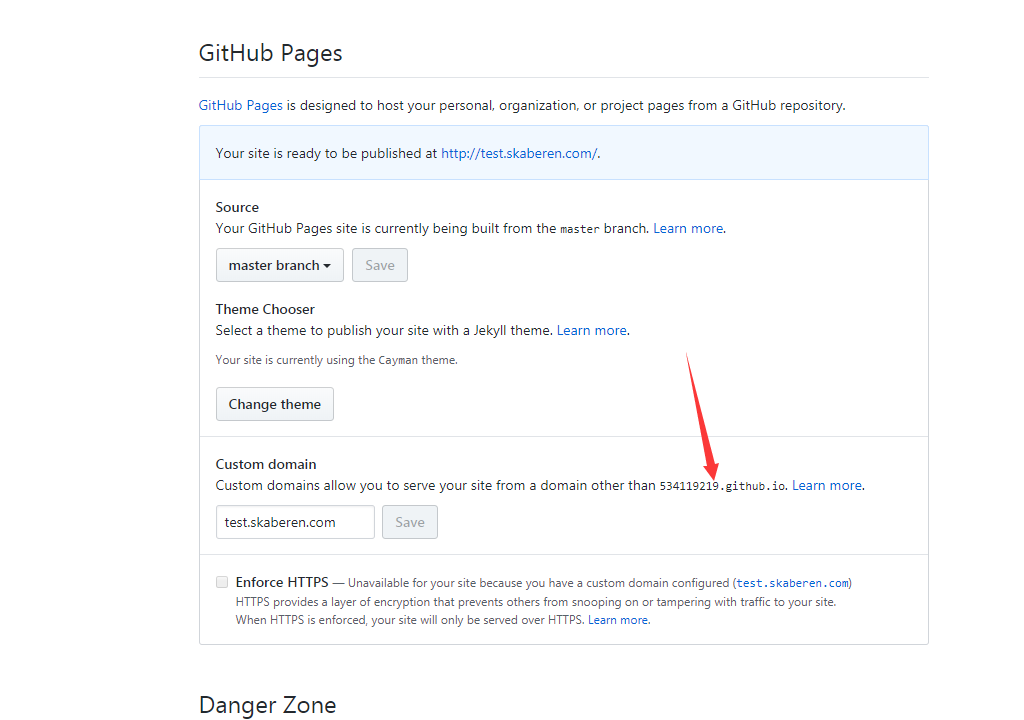 GitHub Pages
GitHub Pages is designed to host your personal, organization, or project pages from a GitHub repository.
Your site is ready to be published at http://test.skaberen.com/.
Source
Your GitHub Pages site is currently being built from the master branch. Learn more.
master branch Save
Theme Chooser
Select a theme to publish your site with a Jekyll theme. Learn more.
Your site is currently using the Cayman theme.
Change theme
Custom domain
Custom domains allow you to serve your site from a domain other than 534119219.github.io. Learn more.
test.skaberen.com Save
Enforce HTTPS — Unavailable for your site because you have a custom domain configured (test.skaberen.com)
HTTPS provides a layer of encryption that prevents others from snooping on or tampering with traffic to your site.
When HTTPS is enforced, your site will only be served over HTTPS. Learn more.
Danger Zone